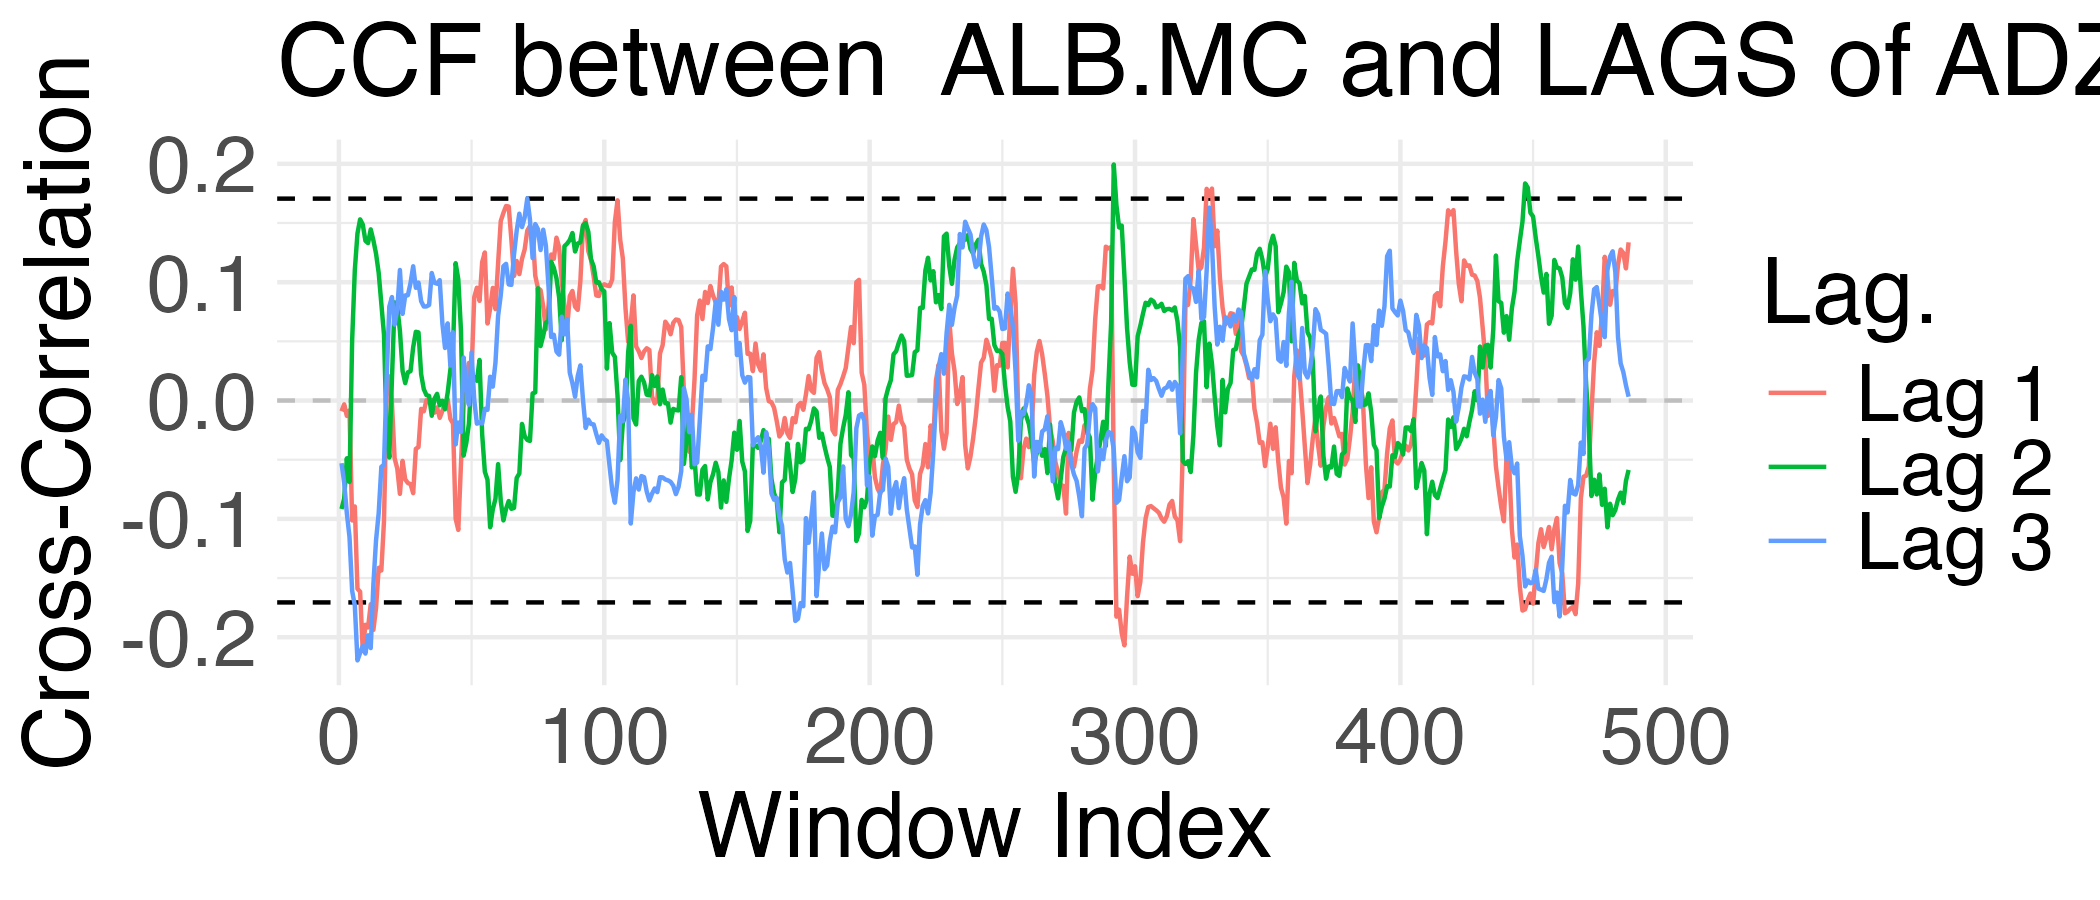 CCF between ALB.MC and LAGS of ADZ
Cross-Correlation
0.2
0.1
0.0
-0.1
-0.2
0 100 200 300 400 500
Window Index
Lag.
Lag 1
Lag 2
Lag 3